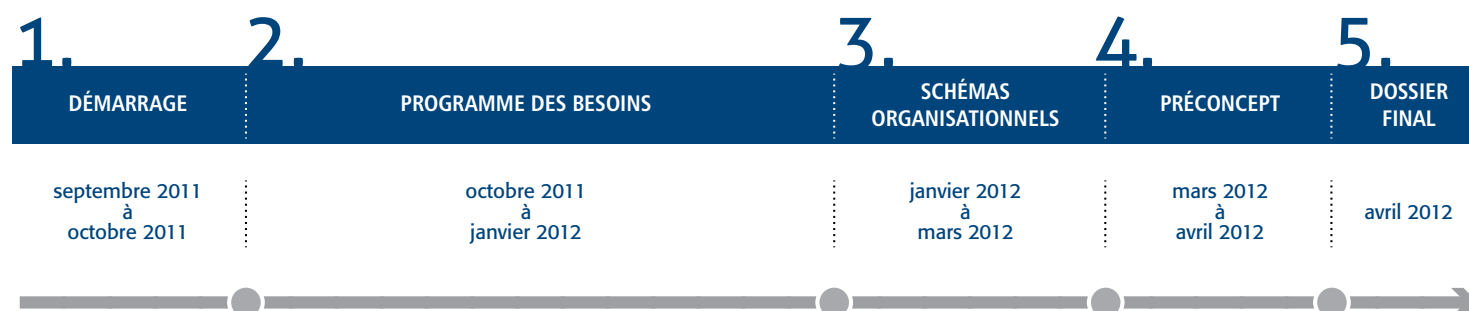 1.
DÉMARRAGE
septembre 2011
à
octobre 2011
2.
PROGRAMME DES BESOINS
octobre 2011
à
janvier 2012
3.
SCHÉMAS
ORGANISATIONNELS
janvier 2012
à
mars 2012
4.
PRÉCONCEPT
mars 2012
à
avril 2012
5.
DOSSIER
FINAL
avril 2012